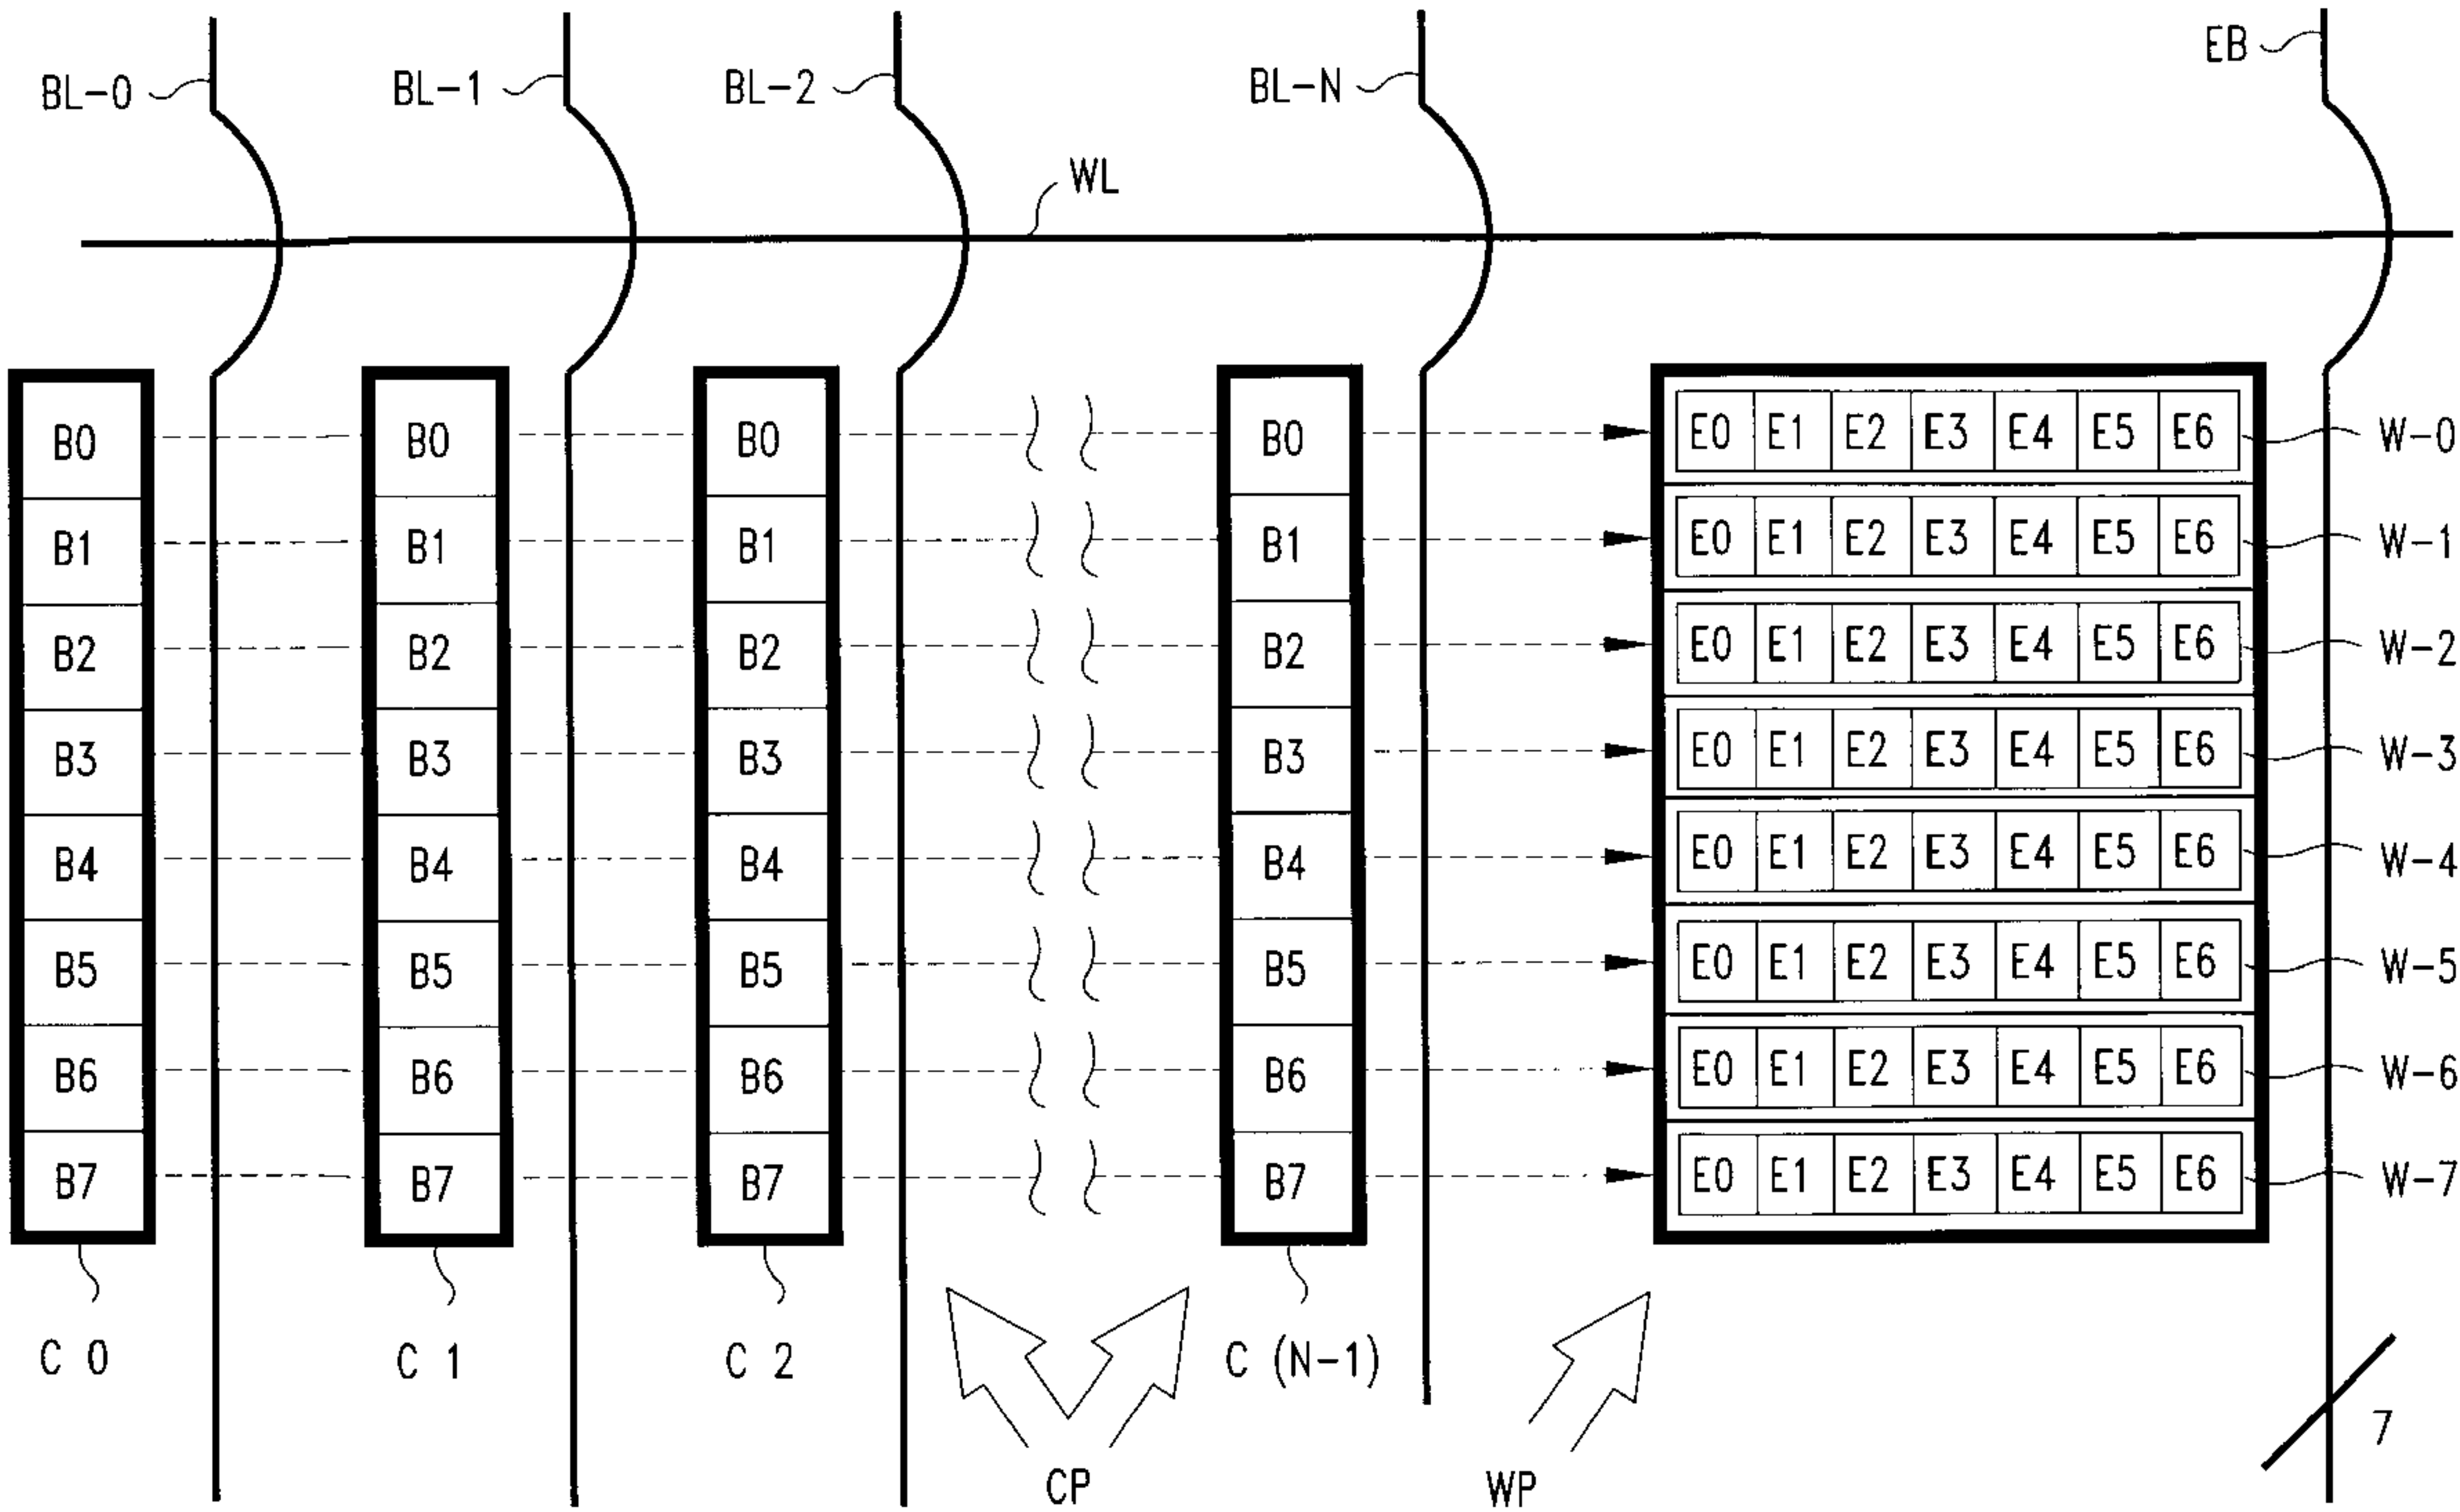 BL-0 BL-1 BL-2 BL-N EB
WL
B0 B0 B0 B0 E0 E1 E2 E3 E4 E5 E6 W-0
B1 B1 B1 B1 E0 E1 E2 E3 E4 E5 E6 W-1
B2 B2 B2 B2 E0 E1 E2 E3 E4 E5 E6 W-2
B3 B3 B3 B3 E0 E1 E2 E3 E4 E5 E6 W-3
B4 B4 B4 B4 E0 E1 E2 E3 E4 E5 E6 W-4
B5 B5 B5 B5 E0 E1 E2 E3 E4 E5 E6 W-5
B6 B6 B6 B6 E0 E1 E2 E3 E4 E5 E6 W-6
B7 B7 B7 B7 E0 E1 E2 E3 E4 E5 E6 W-7
C 0 C 1 C 2 C (N-1)
7
CP WP